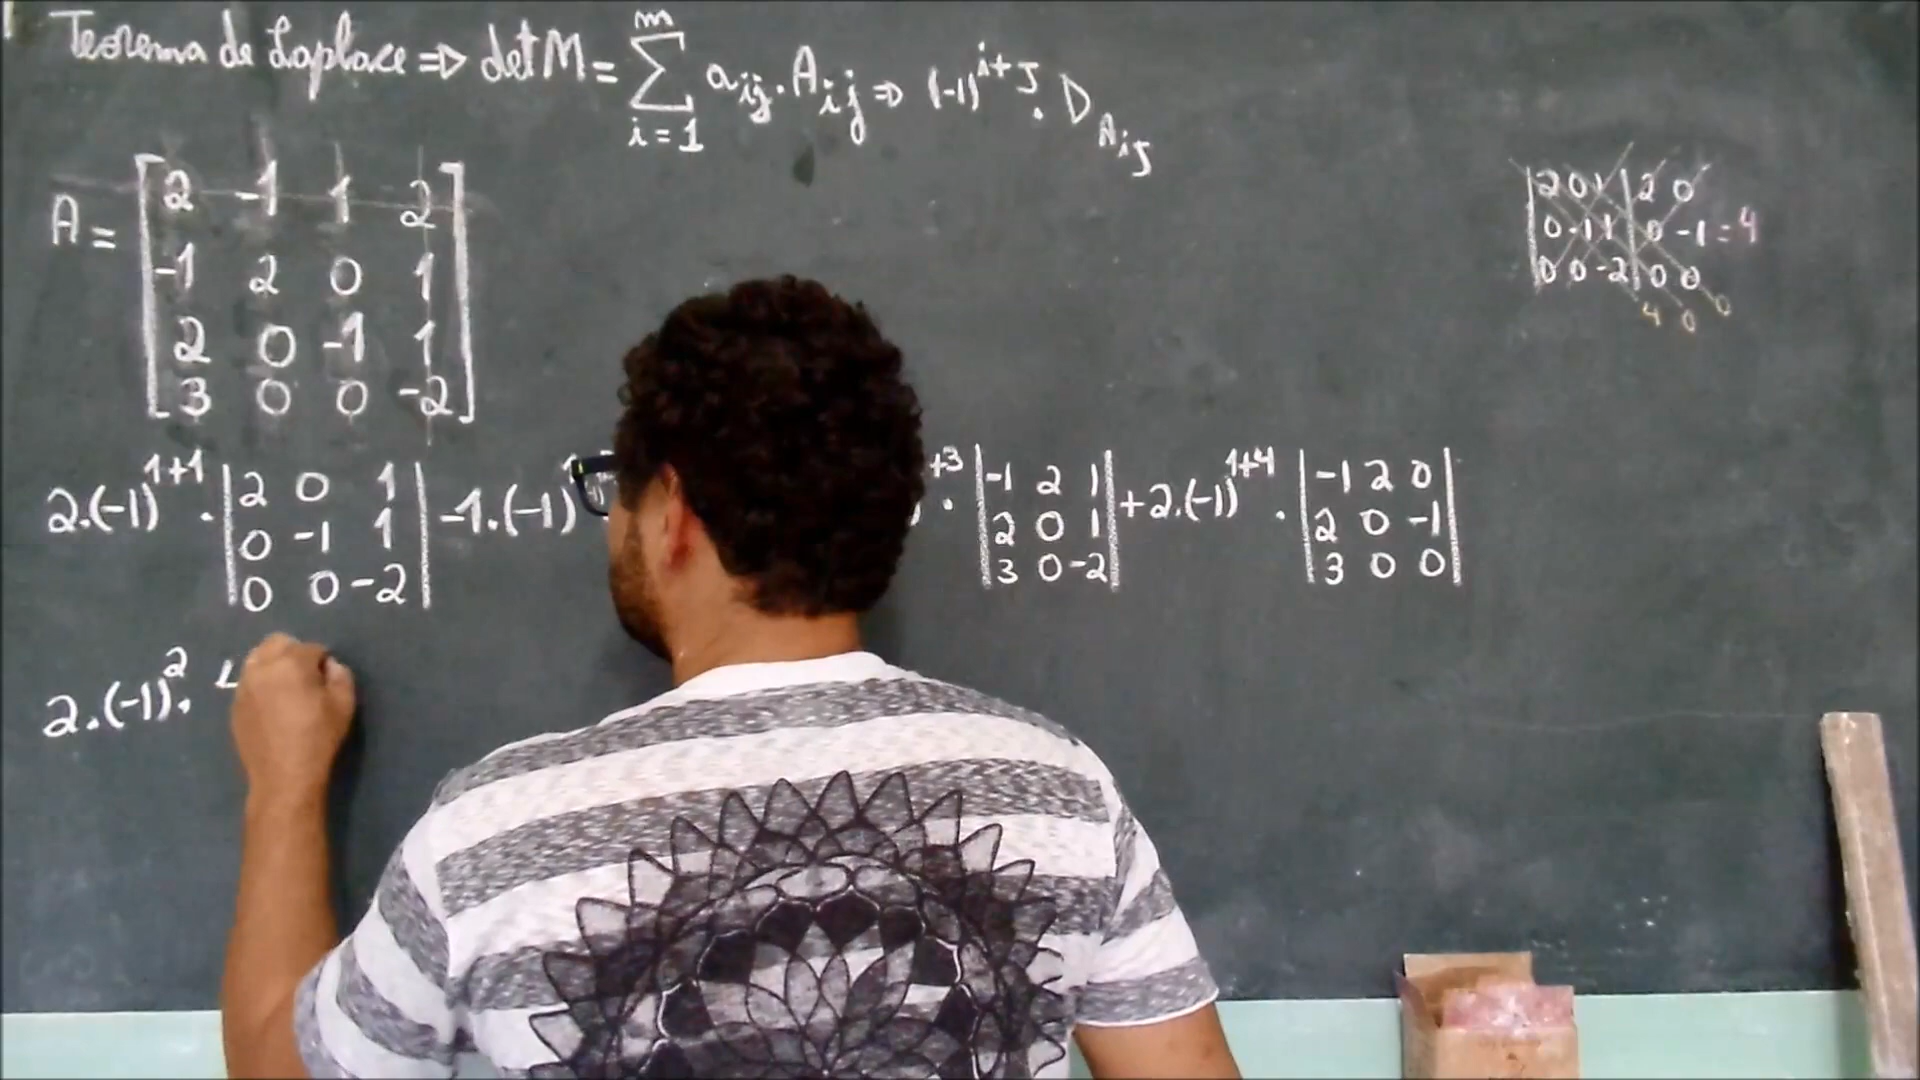 Teorema de Laplace ⇒ det M = ∑ (i=1, m) a_ij . A_ij ⇒ (-1)^(i+j) . D_Aij
A = [2 -1 1 2
-1 2 0 1
2 0 -1 1
3 0 0 -2]
|2 0 1| 2 0
0 -1 1| 0 -1 = 4
0 0 -2| 0 0
4 0 0
2.(-1)^(1+1) . |2 0 1| -1.(-1)^1 +3 . |-1 2 1| +2.(-1)^(1+4) . |-1 2 0|
|0 -1 1| |2 0 1| |2 0 -1|
|0 0 -2| |3 0 -2| |3 0 0|
2.(-1)^2 .